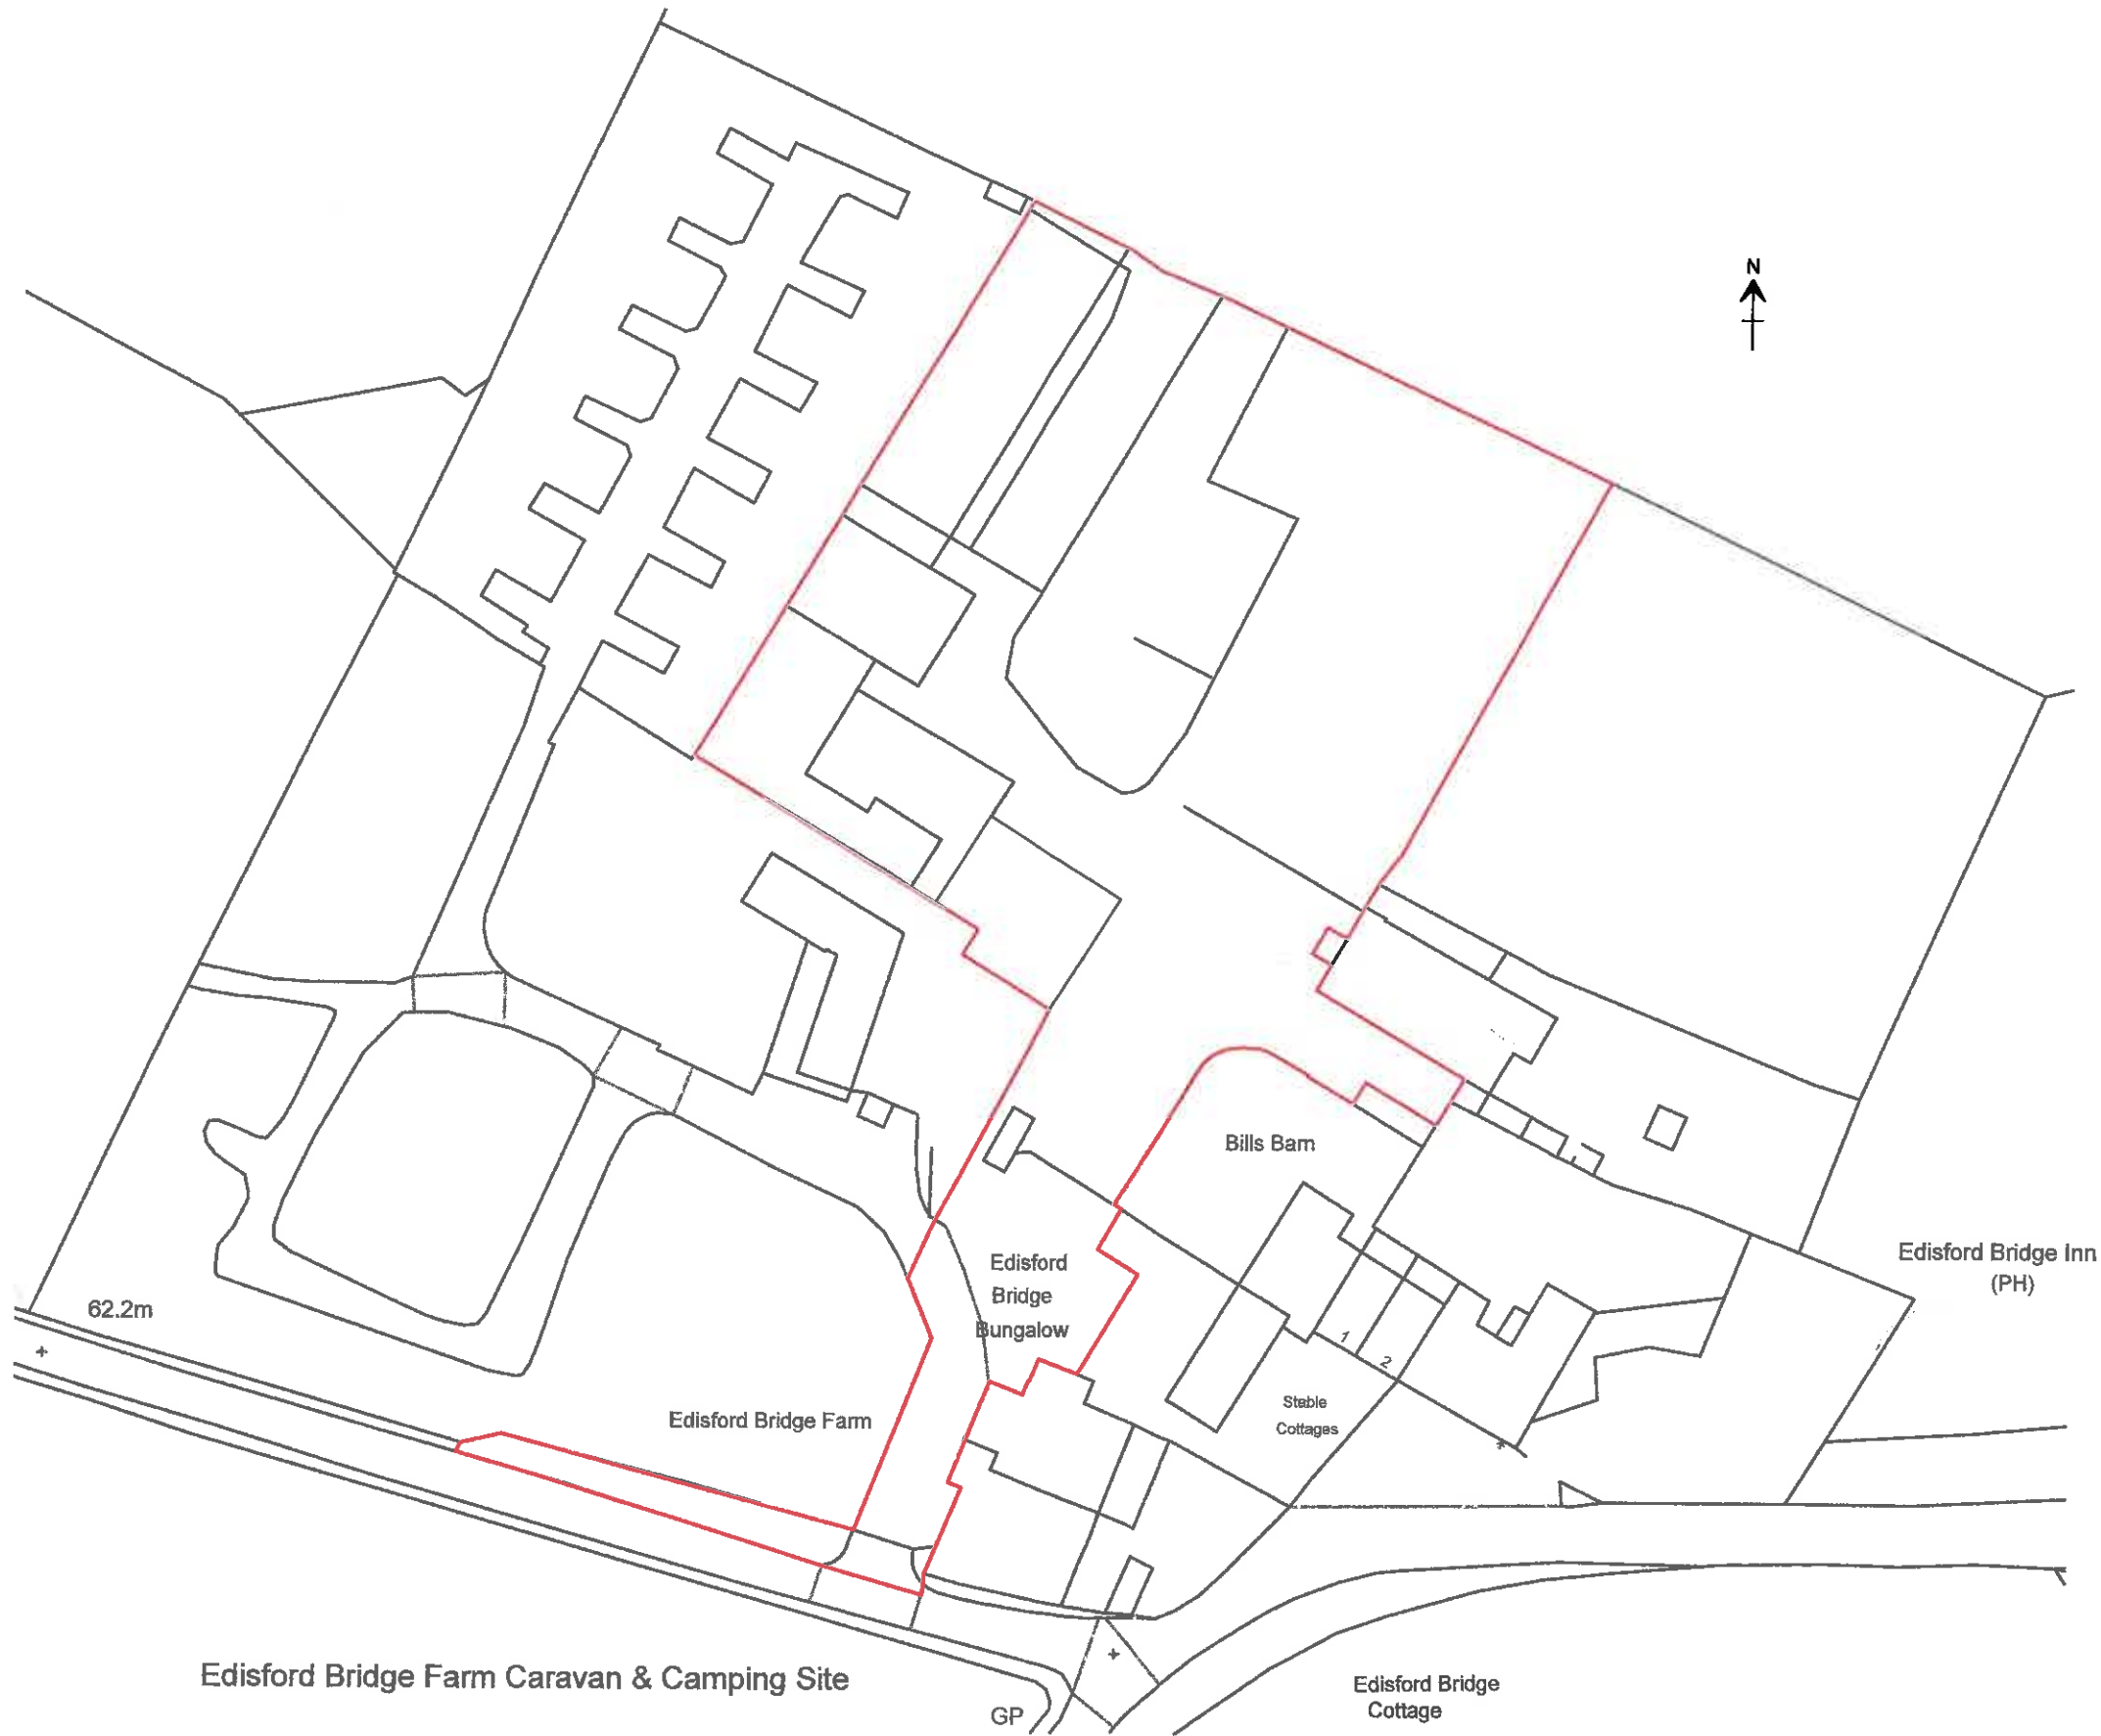 N
Bills Barn
Edisford Bridge Inn
(PH)
Edisford
Bridge
Bungalow
62.2m
1
2
Stable
Cottages
Edisford Bridge Farm
Edisford Bridge Farm Caravan & Camping Site
GP
Edisford Bridge
Cottage